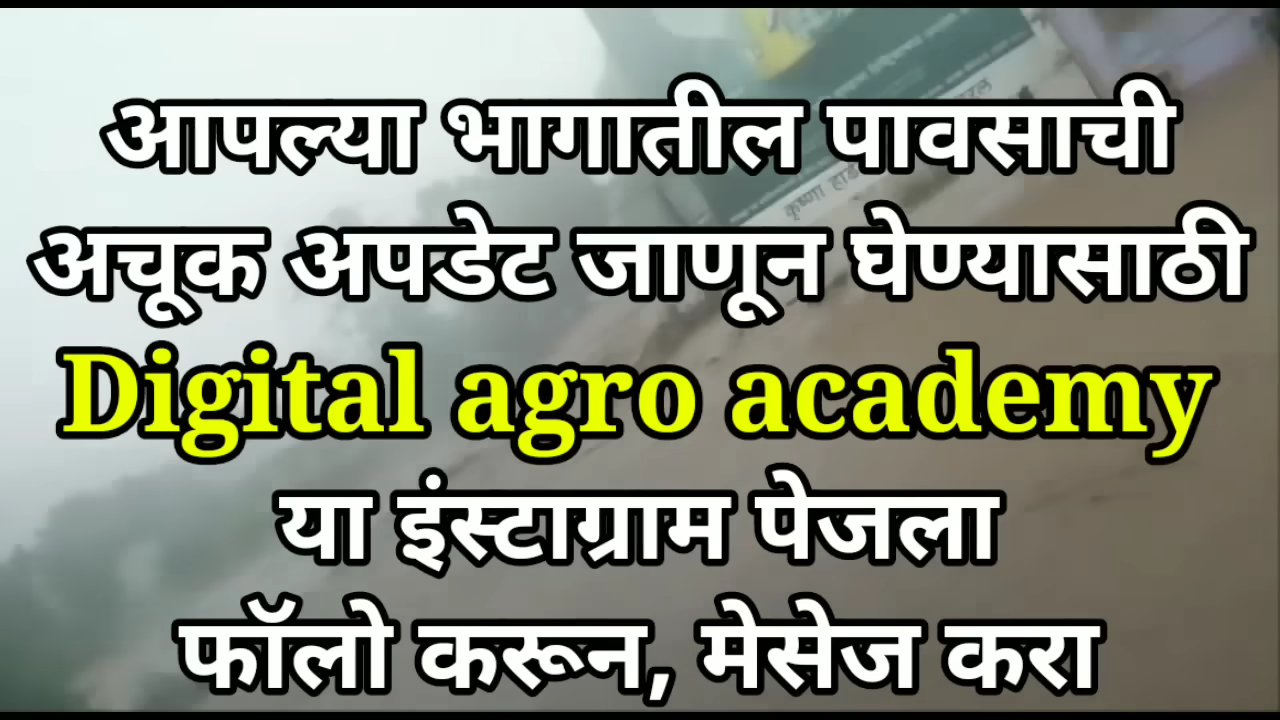 आपल्या भागातील पावसाची
अचूक अपडेट जाणून घेण्यासाठी
Digital agro academy
या इंस्टाग्राम पेजला
फॉलो करून, मेसेज करा
कृष्णा